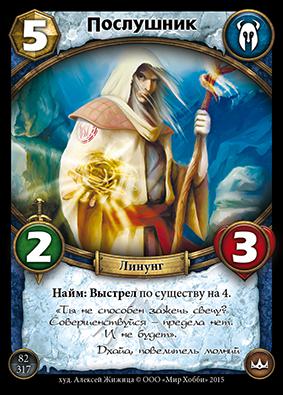 5
Послушник
2
Линунг
3
Найм: Выстрел по существу на 4.
«Ты не способен зажечь свечу?
Совершенствуйся – предела нет.
И не будет».
Дхайа, повелитель молний
82
317
худ. Алексей Жижица © ООО «Мир Хобби» 2015